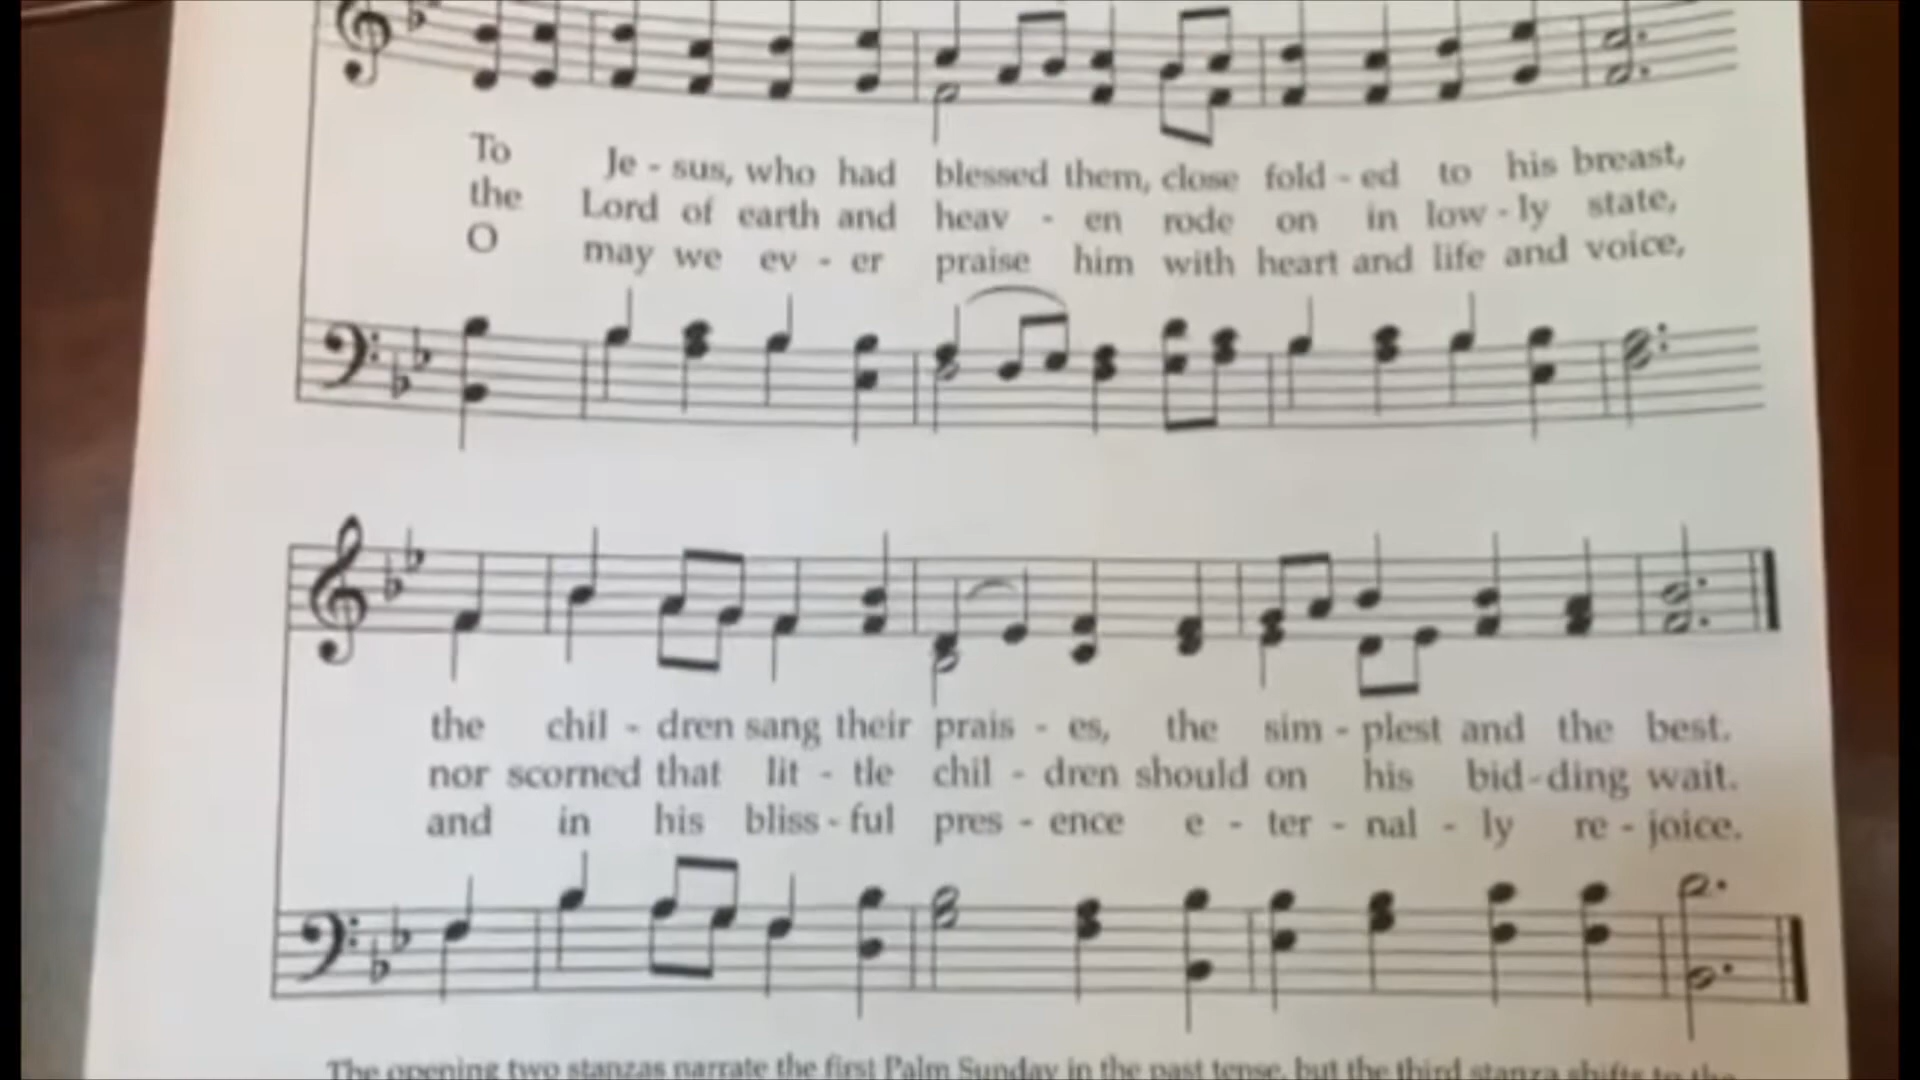 To Je - sus, who had blessed them, close fold - ed to his breast,
the Lord of earth and heav - en rode on in low - ly state,
O may we ev - er praise him with heart and life and voice,
the chil - dren sang their prais - es, the sim - plest and the best.
nor scorned that lit - tle chil - dren should on his bid - ding wait.
and in his bliss - ful pres - ence e - ter - nal - ly re - joice.
The opening two stanzas narrate the first Palm Sunday in the past tense, but the third stanza shifts to the